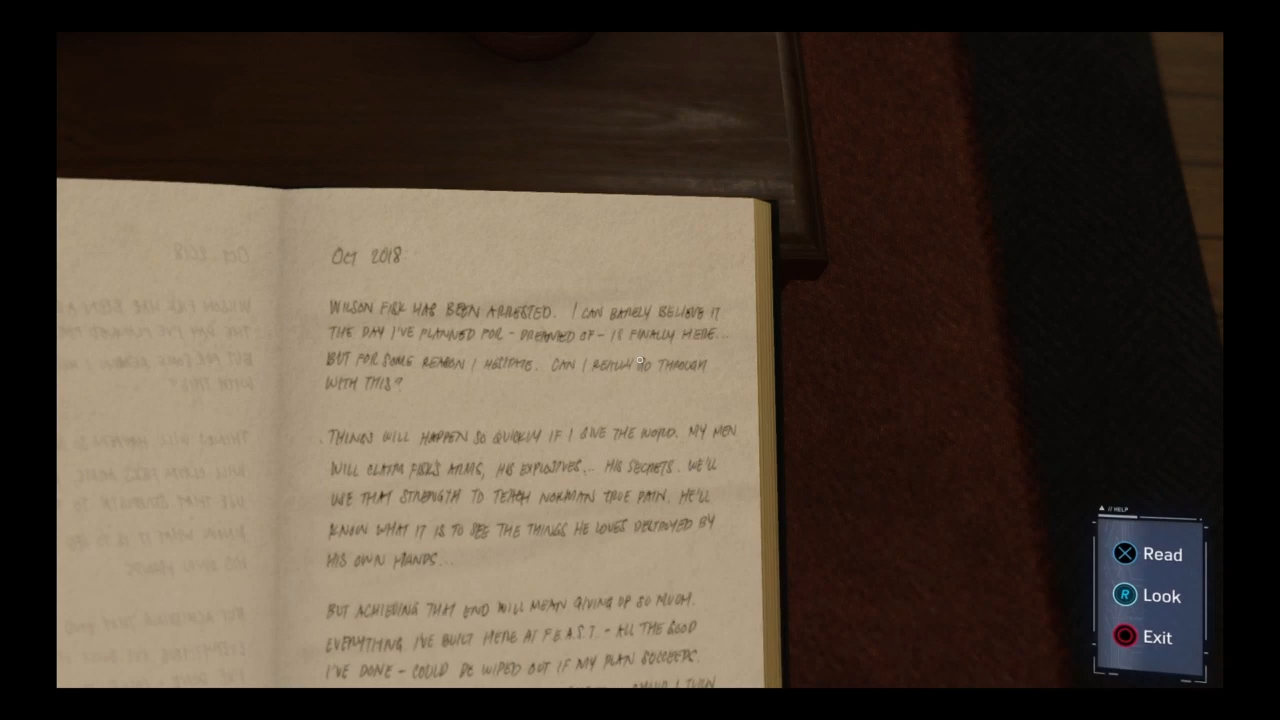 Oct 2018
WILSON FISK HAS BEEN ARRESTED. I CAN BARELY BELIEVE IT
THE DAY I'VE PLANNED FOR - DREAMED OF - IS FINALLY HERE...
BUT FOR SOME REASON I HESITATE. CAN I REALLY GO THROUGH
WITH THIS?
THINGS WILL HAPPEN SO QUICKLY IF I GIVE THE WORD. MY MEN
WILL CLAIM FISK'S ARMS, HIS EXPLOSIVES... HIS SECRETS. WE'LL
USE THAT STRENGTH TO TEACH NORMAN TRUE PAIN. HE'LL
KNOW WHAT IT IS TO SEE THE THINGS HE LOVES DESTROYED BY
HIS OWN HANDS...
BUT ACHIEVING THAT END WILL MEAN GIVING UP SO MUCH.
EVERYTHING I'VE BUILT HERE AT F.E.A.S.T. - ALL THE GOOD
I'VE DONE - COULD BE WIPED OUT IF MY PLAN SUCCEEDS.
// HELP
Read
R Look
Exit